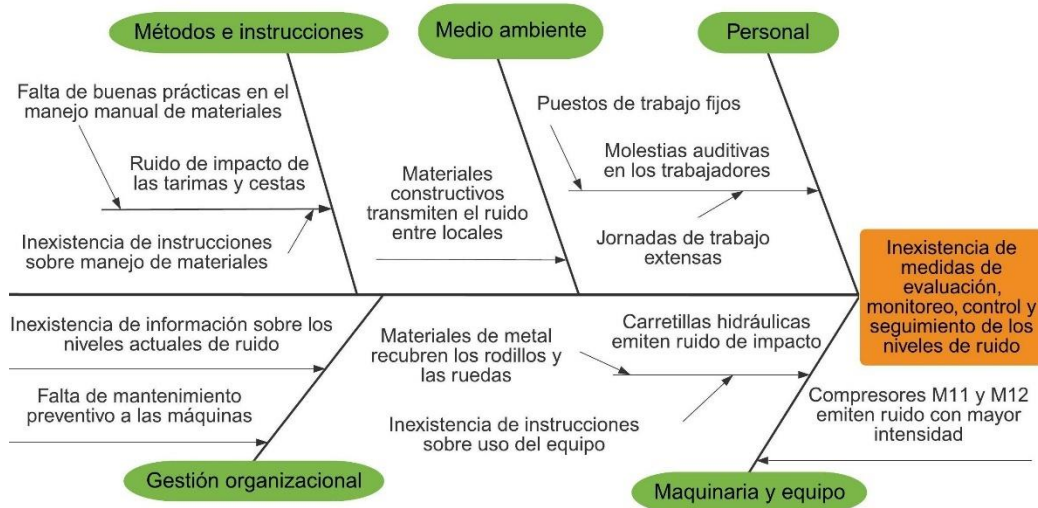 Métodos e instrucciones
Medio ambiente
Personal
Falta de buenas prácticas en el
manejo manual de materiales
Ruido de impacto de
las tarimas y cestas
Inexistencia de instrucciones
sobre manejo de materiales
Materiales
constructivos
transmiten el ruido
entre locales
Puestos de trabajo fijos
Molestias auditivas
en los trabajadores
Jornadas de trabajo
extensas
Inexistencia de
medidas de
evaluación,
monitoreo, control y
seguimiento de los
niveles de ruido
Inexistencia de información sobre los
niveles actuales de ruido
Falta de mantenimiento
preventivo a las máquinas
Materiales de metal
recubren los rodillos y
las ruedas
Carretillas hidráulicas
emiten ruido de impacto
Inexistencia de instrucciones
sobre uso del equipo
Compresores M11 y M12
emiten ruido con mayor
intensidad
Gestión organizacional
Maquinaria y equipo